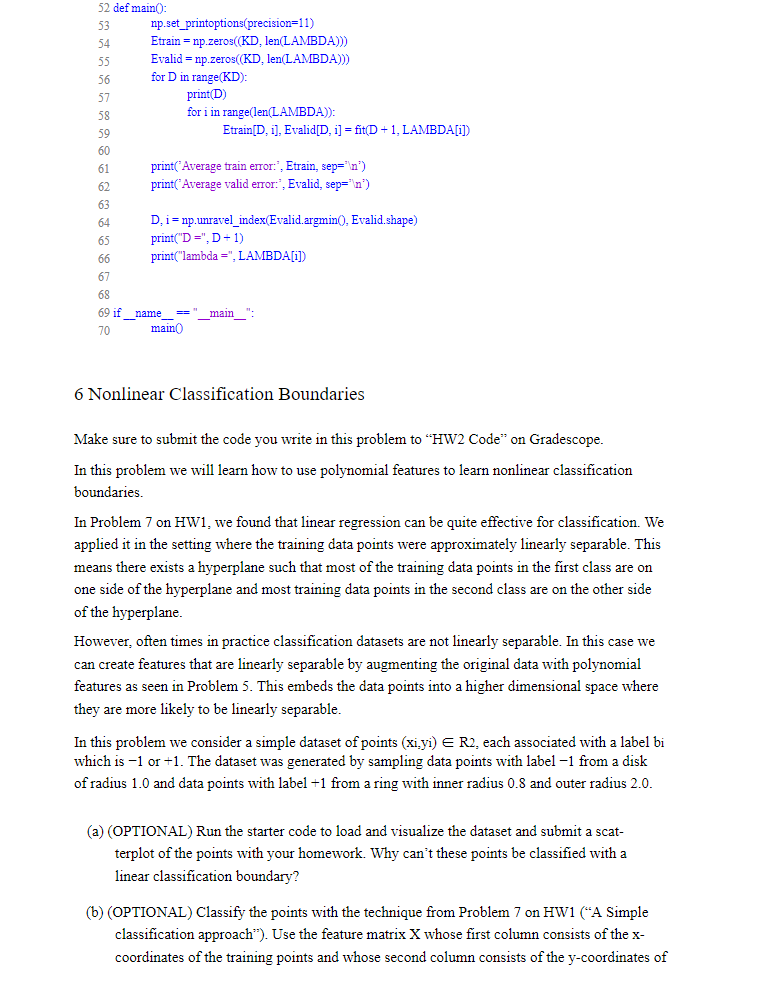 52 def main():
53 np.set_printoptions(precision=11)
54 Etrain = np.zeros((KD, len(LAMBDA)))
55 Evalid = np.zeros((KD, len(LAMBDA)))
56 for D in range(KD):
57 print(D)
58 for i in range(len(LAMBDA)):
59 Etrain[D, i], Evalid[D, i] = fit(D + 1, LAMBDA[i])
60
61 print('Average train error:', Etrain, sep='\n')
62 print('Average valid error:', Evalid, sep='\n')
63
64 D, i = np.unravel_index(Evalid.argmin(), Evalid.shape)
65 print("D =", D + 1)
66 print("lambda =", LAMBDA[i])
67
68
69 if __name__ == "__main__":
70 main()
6 Nonlinear Classification Boundaries
Make sure to submit the code you write in this problem to “HW2 Code” on Gradescope.
In this problem we will learn how to use polynomial features to learn nonlinear classification
boundaries.
In Problem 7 on HW1, we found that linear regression can be quite effective for classification. We
applied it in the setting where the training data points were approximately linearly separable. This
means there exists a hyperplane such that most of the training data points in the first class are on
one side of the hyperplane and most training data points in the second class are on the other side
of the hyperplane.
However, often times in practice classification datasets are not linearly separable. In this case we
can create features that are linearly separable by augmenting the original data with polynomial
features as seen in Problem 5. This embeds the data points into a higher dimensional space where
they are more likely to be linearly separable.
In this problem we consider a simple dataset of points (xi,yi) ∈ R2, each associated with a label bi
which is −1 or +1. The dataset was generated by sampling data points with label −1 from a disk
of radius 1.0 and data points with label +1 from a ring with inner radius 0.8 and outer radius 2.0.
(a) (OPTIONAL) Run the starter code to load and visualize the dataset and submit a scat-
terplot of the points with your homework. Why can’t these points be classified with a
linear classification boundary?
(b) (OPTIONAL) Classify the points with the technique from Problem 7 on HW1 (“A Simple
classification approach”). Use the feature matrix X whose first column consists of the x-
coordinates of the training points and whose second column consists of the y-coordinates of